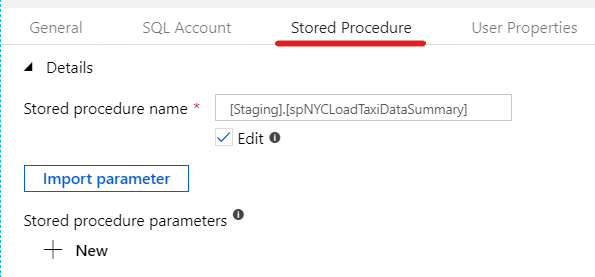 General SQL Account Stored Procedure User Properties
Details
Stored procedure name * [Staging].[spNYCLoadTaxiDataSummary]
Edit
Import parameter
Stored procedure parameters
New